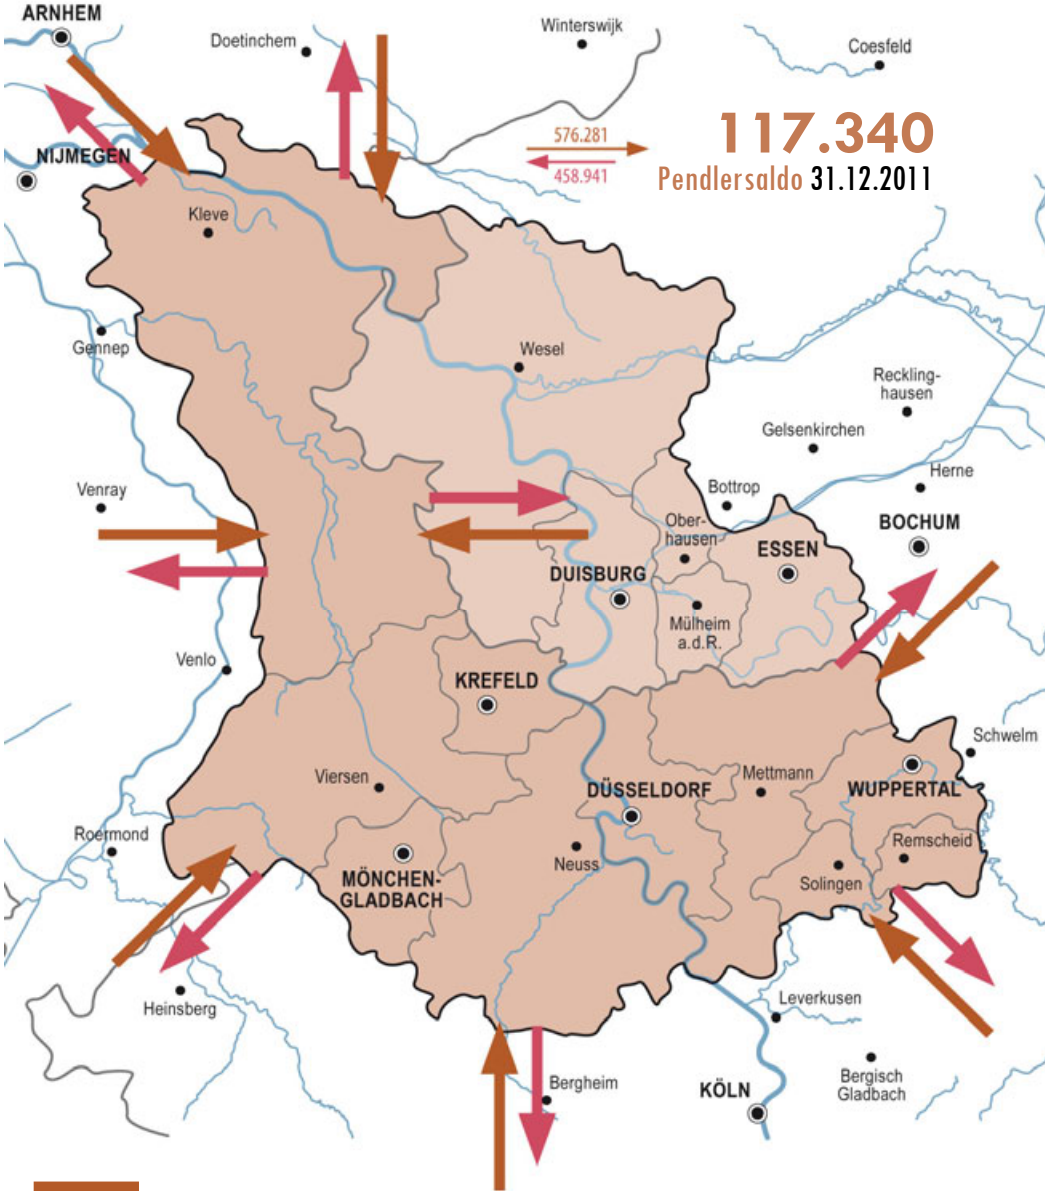 ARNHEM
Doetinchem
Winterswijk
Coesfeld
576.281
458.941
117.340
Pendlersaldo 31.12.2011
NIJMEGEN
Kleve
Gennep
Wesel
Reckling-
hausen
Gelsenkirchen
Herne
Venray
Bottrop
BOCHUM
Ober-
hausen
ESSEN
DUISBURG
Mülheim
a.d.R.
Venlo
KREFELD
Schwelm
Viersen
Mettmann
DÜSSELDORF
WUPPERTAL
Roermond
Remscheid
Neuss
Solingen
MÖNCHEN-
GLADBACH
Heinsberg
Leverkusen
Bergheim
KÖLN
Bergisch
Gladbach